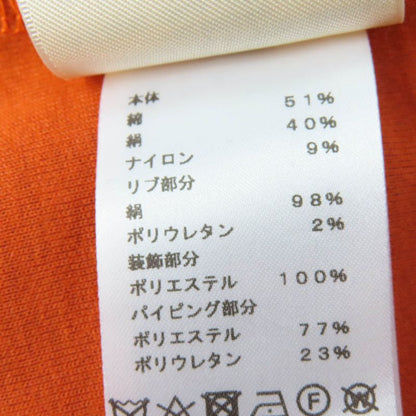 本体
綿 51%
絹 40%
ナイロン 9%
リブ部分
絹 98%
ポリウレタン 2%
装飾部分
ポリエステル 100%
パイピング部分
ポリエステル 77%
ポリウレタン 23%
F W